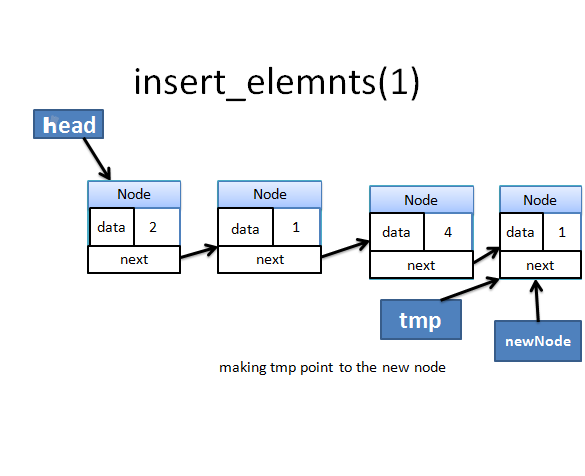 insert_elemnts(1)
head
Node
data 2
next
Node
data 1
next
Node
data 4
next
Node
data 1
next
tmp
newNode
making tmp point to the new node